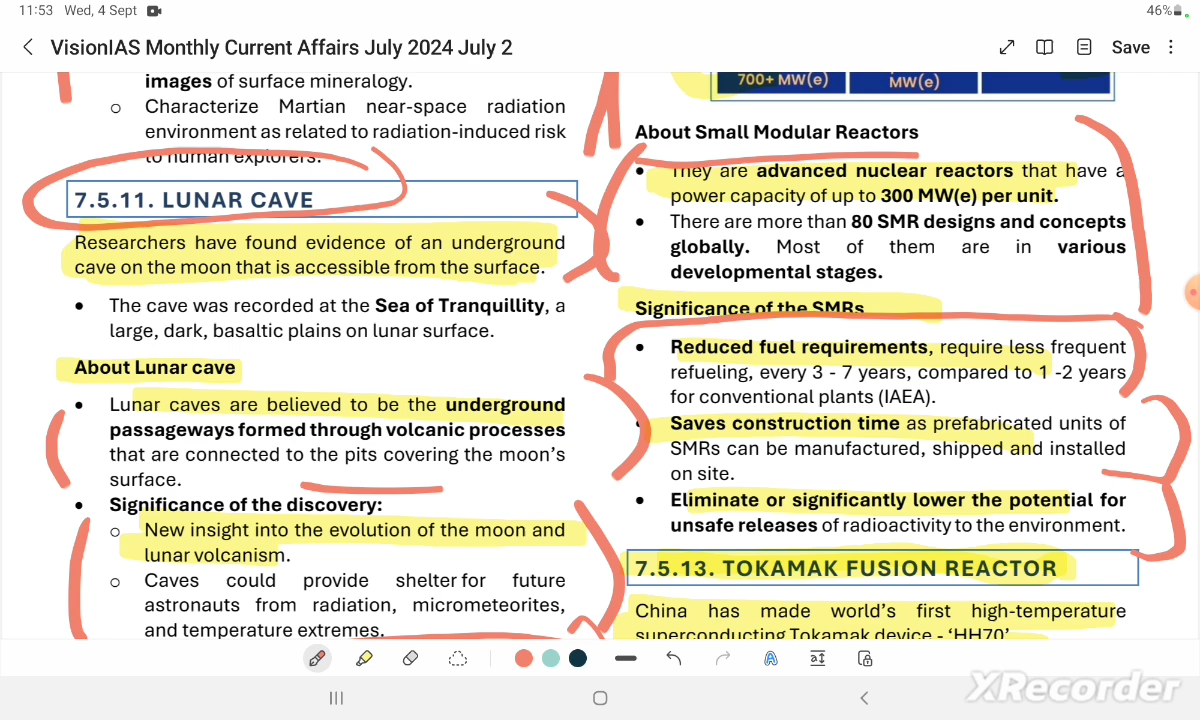 11:53 Wed, 4 Sept
46%
VisionIAS Monthly Current Affairs July 2024 July 2
Save
images of surface mineralogy.
o Characterize Martian near-space radiation
environment as related to radiation-induced risk
to human explorers.
7.5.11. LUNAR CAVE
Researchers have found evidence of an underground
cave on the moon that is accessible from the surface.
• The cave was recorded at the Sea of Tranquillity, a
large, dark, basaltic plains on lunar surface.
About Lunar cave
• Lunar caves are believed to be the underground
passageways formed through volcanic processes
that are connected to the pits covering the moon's
surface.
• Significance of the discovery:
o New insight into the evolution of the moon and
lunar volcanism.
o Caves could provide shelter for future
astronauts from radiation, micrometeorites,
and temperature extremes.
700+ MW(e)
MW(e)
About Small Modular Reactors
• They are advanced nuclear reactors that have a
power capacity of up to 300 MW(e) per unit.
• There are more than 80 SMR designs and concepts
globally. Most of them are in various
developmental stages.
Significance of the SMRs
• Reduced fuel requirements, require less frequent
refueling, every 3 - 7 years, compared to 1 -2 years
for conventional plants (IAEA).
• Saves construction time as prefabricated units of
SMRs can be manufactured, shipped and installed
on site.
• Eliminate or significantly lower the potential for
unsafe releases of radioactivity to the environment.
7.5.13. TOKAMAK FUSION REACTOR
China has made world's first high-temperature
superconducting Tokamak device - 'HH70'
XRecorder